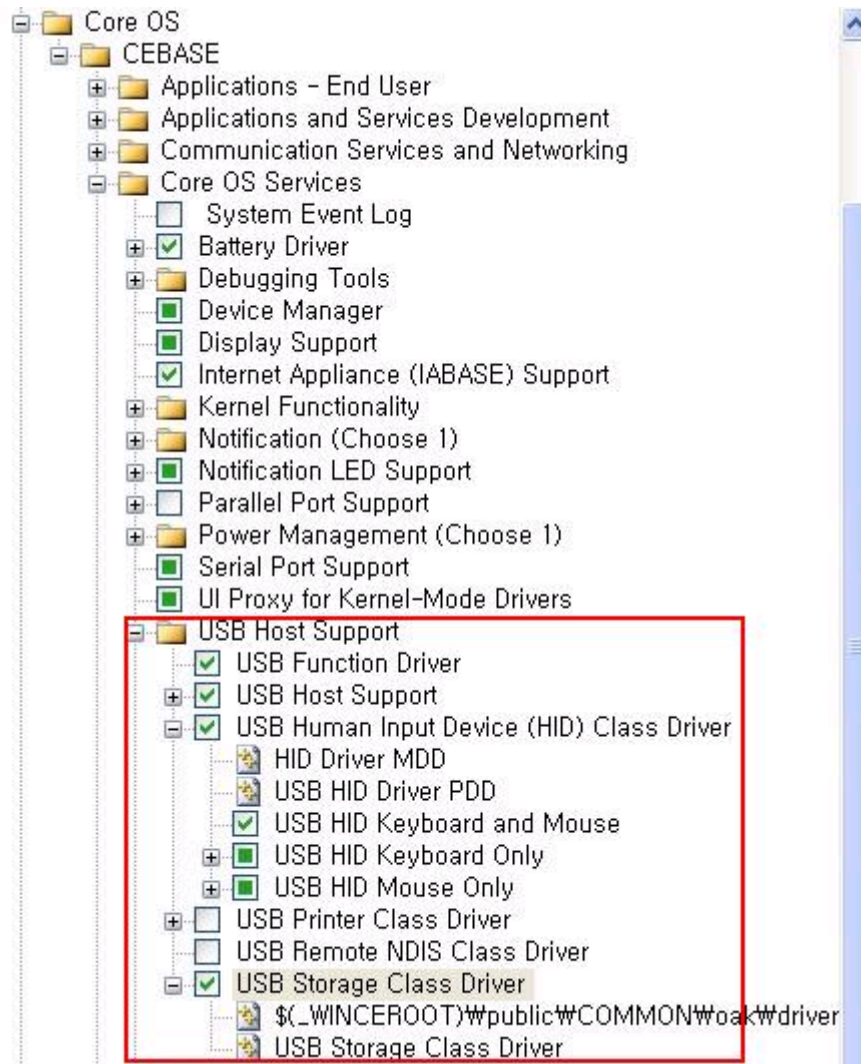 Core OS
CEBASE
Applications - End User
Applications and Services Development
Communication Services and Networking
Core OS Services
System Event Log
Battery Driver
Debugging Tools
Device Manager
Display Support
Internet Appliance (IABASE) Support
Kernel Functionality
Notification (Choose 1)
Notification LED Support
Parallel Port Support
Power Management (Choose 1)
Serial Port Support
UI Proxy for Kernel-Mode Drivers
USB Host Support
USB Function Driver
USB Host Support
USB Human Input Device (HID) Class Driver
HID Driver MDD
USB HID Driver PDD
USB HID Keyboard and Mouse
USB HID Keyboard Only
USB HID Mouse Only
USB Printer Class Driver
USB Remote NDIS Class Driver
USB Storage Class Driver
$(_WINCEROOT)₩public₩COMMON₩oak₩driver
USB Storage Class Driver